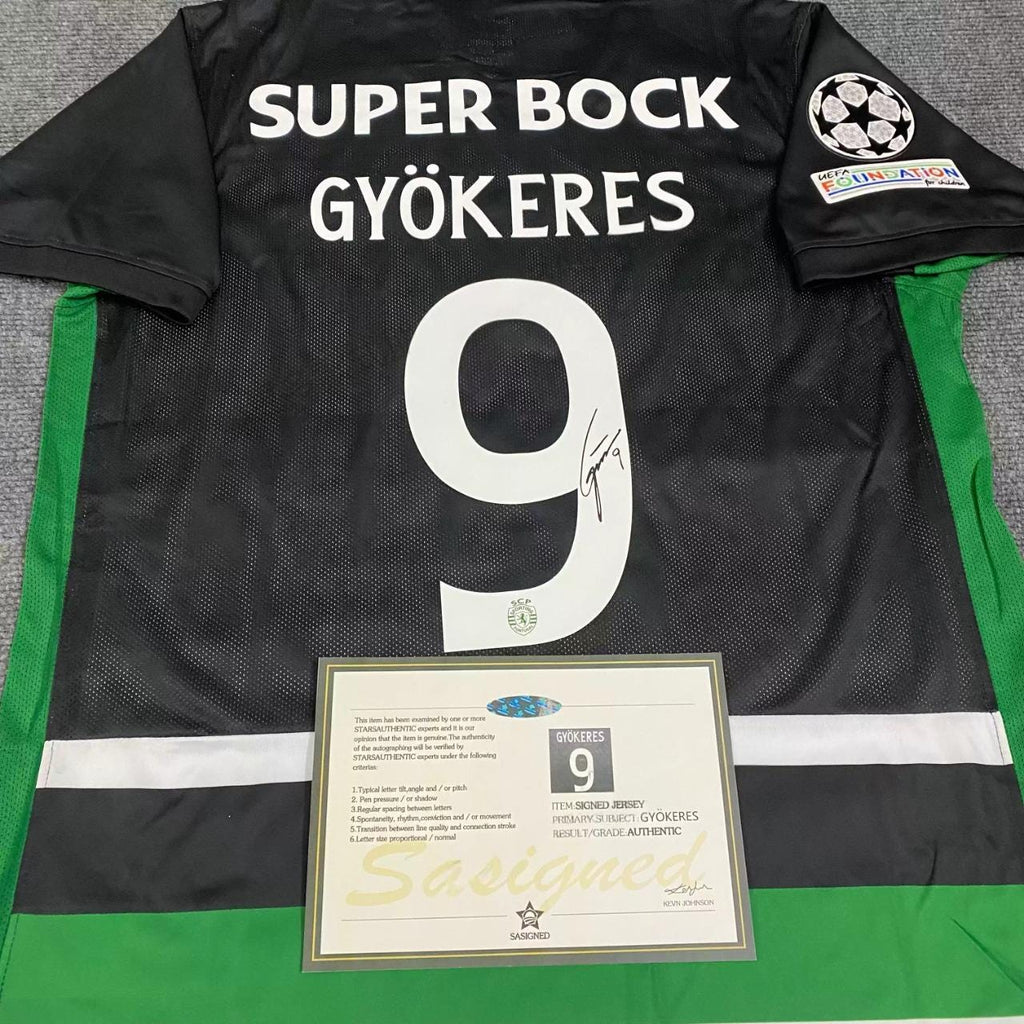 SUPER BOCK
GYÖKERES
9
UEFA
FOUNDATION
for children
9
SCP
SPORTING
PORTUGAL
This item has been examined by one or more
STARSAUTHENTIC experts and it is our
opinion that the item is genuine.The authenticity
of the autographing will be verified by
STARSAUTHENTIC experts under the following
criterias:
1.Typical letter tilt,angle and / or pitch
2. Pen pressure / or shadow
3.Regular spacing between letters
4.Spontaneity, rhythm,conviction and / or movement
5.Transition between line quality and connection stroke
6.Letter size proportional / normal
GYÖKERES
9
ITEM:SIGNED JERSEY
PRIMARY.SUBJECT: GYÖKERES
RESULT/GRADE:AUTHENTIC
Sasigned
KEVN JOHNSON
SASIGNED